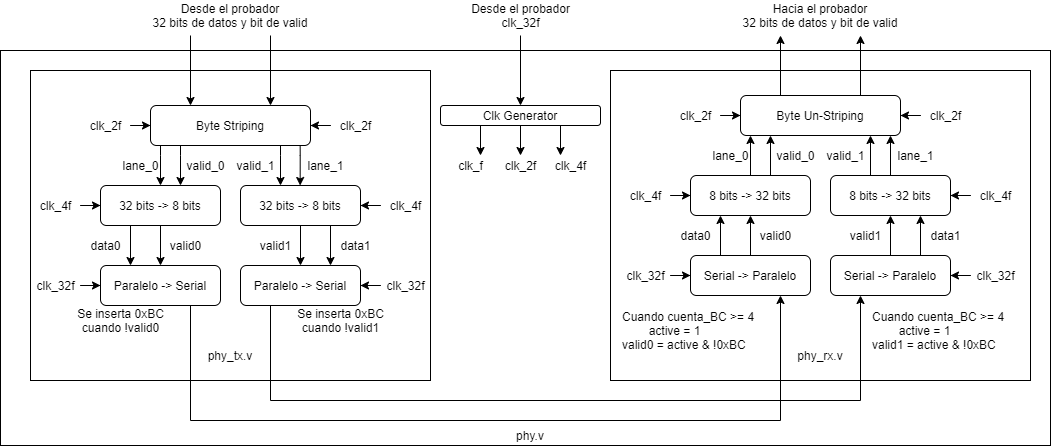 Desde el probador
32 bits de datos y bit de valid
Desde el probador
clk_32f
Hacia el probador
32 bits de datos y bit de valid
clk_2f
Byte Striping
clk_2f
lane_0
valid_0
valid_1
lane_1
clk_4f
32 bits -> 8 bits
32 bits -> 8 bits
clk_4f
data0
valid0
valid1
data1
clk_32f
Paralelo -> Serial
Paralelo -> Serial
clk_32f
Se inserta 0xBC
cuando !valid0
Se inserta 0xBC
cuando !valid1
phy_tx.v
Clk Generator
clk_f
clk_2f
clk_4f
clk_2f
Byte Un-Striping
clk_2f
lane_0
valid_0
valid_1
lane_1
clk_4f
8 bits -> 32 bits
8 bits -> 32 bits
clk_4f
data0
valid0
valid1
data1
clk_32f
Serial -> Paralelo
Serial -> Paralelo
clk_32f
Cuando cuenta_BC >= 4
active = 1
valid0 = active & !0xBC
Cuando cuenta_BC >= 4
active = 1
valid1 = active & !0xBC
phy_rx.v
phy.v